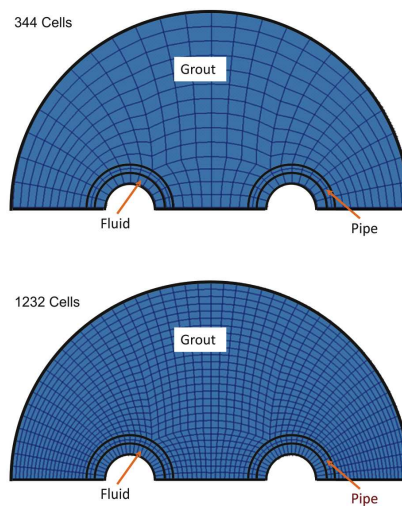 344 Cells
Grout
Fluid
Pipe
1232 Cells
Grout
Fluid
Pipe